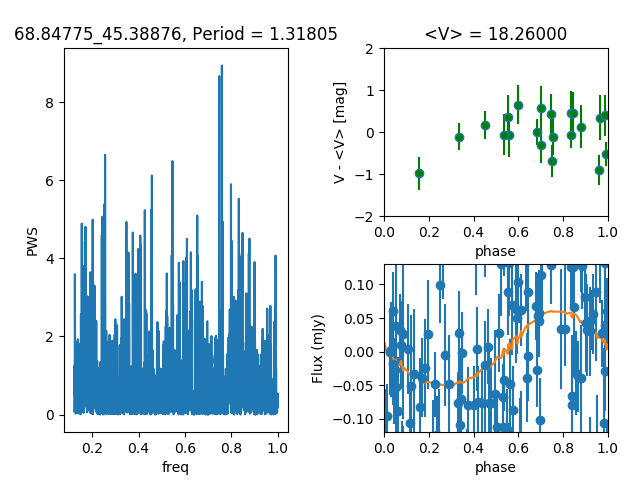 68.84775_45.38876, Period = 1.31805
<V> = 18.26000
PWS
8
6
4
2
0
0.2 0.4 0.6 0.8 1.0
freq
V - <V> [mag]
2
1
0
−1
−2
0.0 0.2 0.4 0.6 0.8 1.0
phase
Flux (mJy)
0.10
0.05
0.00
−0.05
−0.10
0.0 0.2 0.4 0.6 0.8 1.0
phase